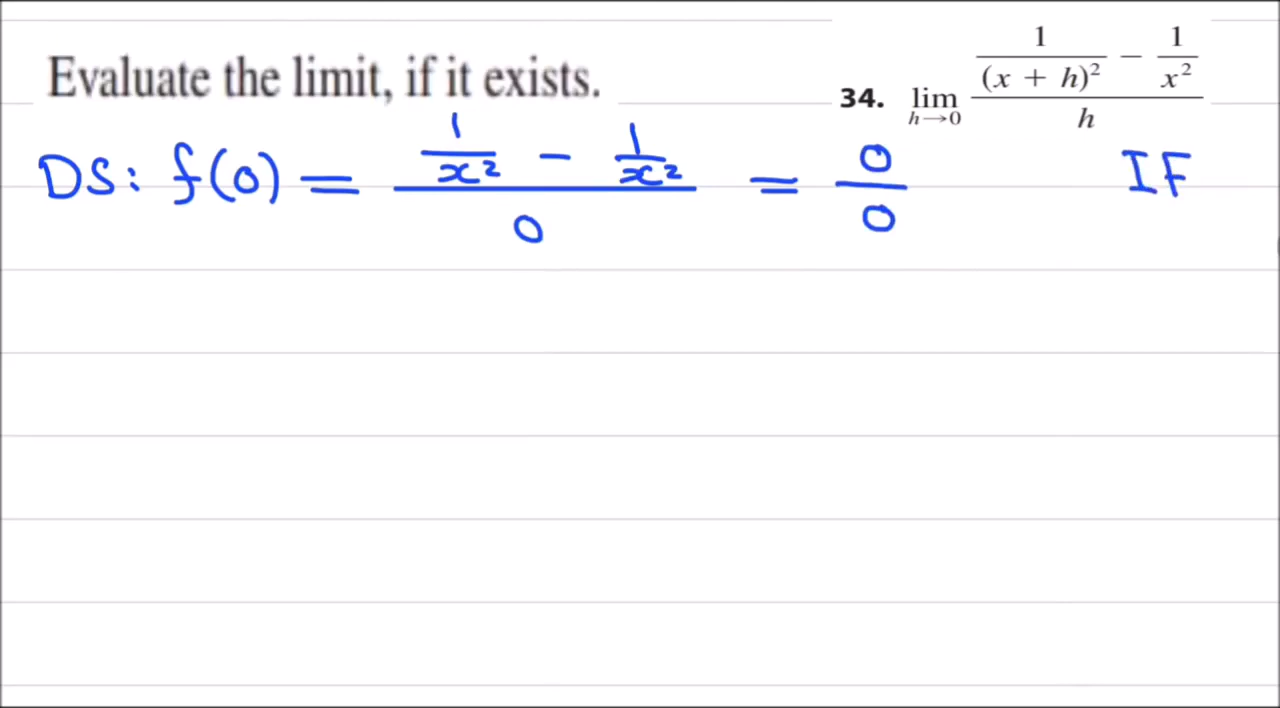 Evaluate the limit, if it exists.
34. lim h→0 (1/(x + h)² − 1/x²)/h
DS: f(0) = (1/x² − 1/x²)/0 = 0/0 IF